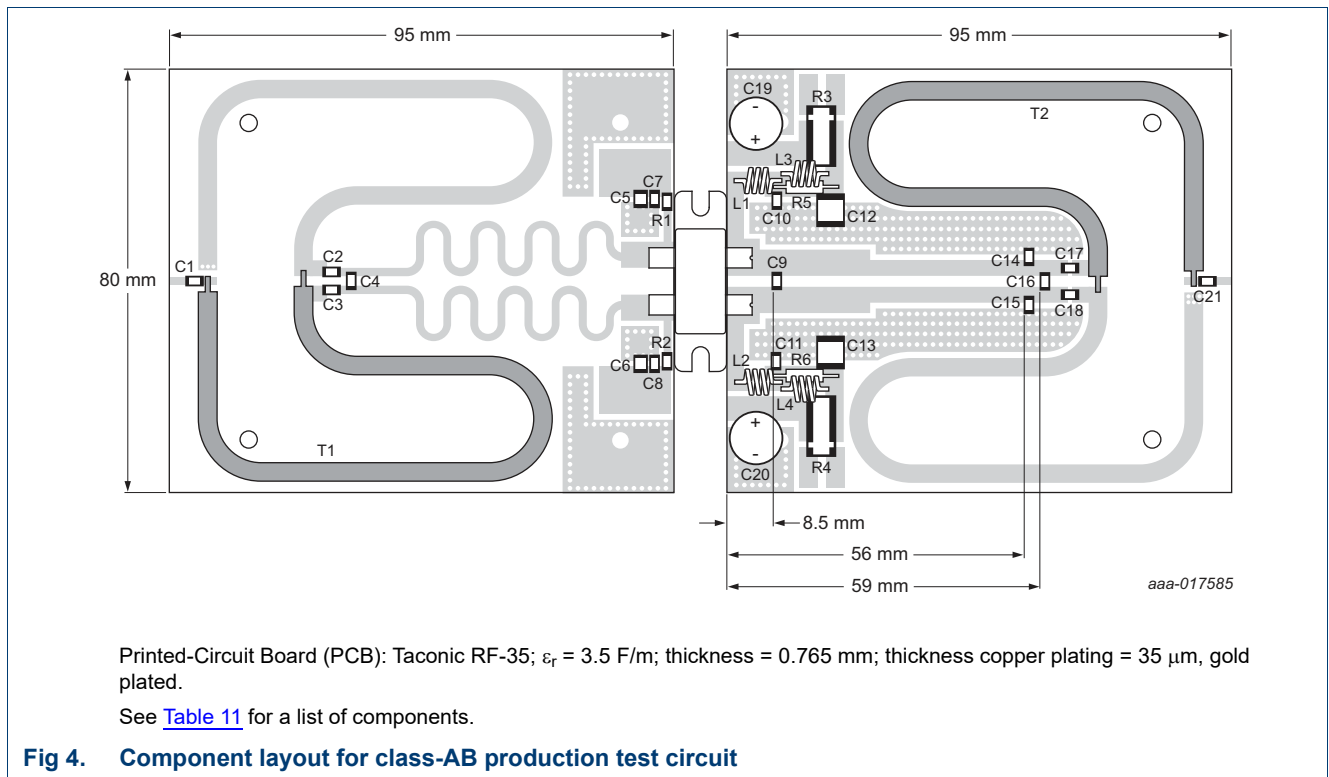 95 mm
95 mm
80 mm
C19
-
+
R3
T2
L3
C7
C5
R1
L1
C10
R5
C12
C1
C2
C4
C3
C9
C14
C17
C16
C15
C18
C21
R2
C6
C8
L2
C11
R6
C13
L4
T1
+
-
C20
R4
8.5 mm
56 mm
59 mm
aaa-017585
Printed-Circuit Board (PCB): Taconic RF-35; εr = 3.5 F/m; thickness = 0.765 mm; thickness copper plating = 35 μm, gold
plated.
See Table 11 for a list of components.
Fig 4. Component layout for class-AB production test circuit